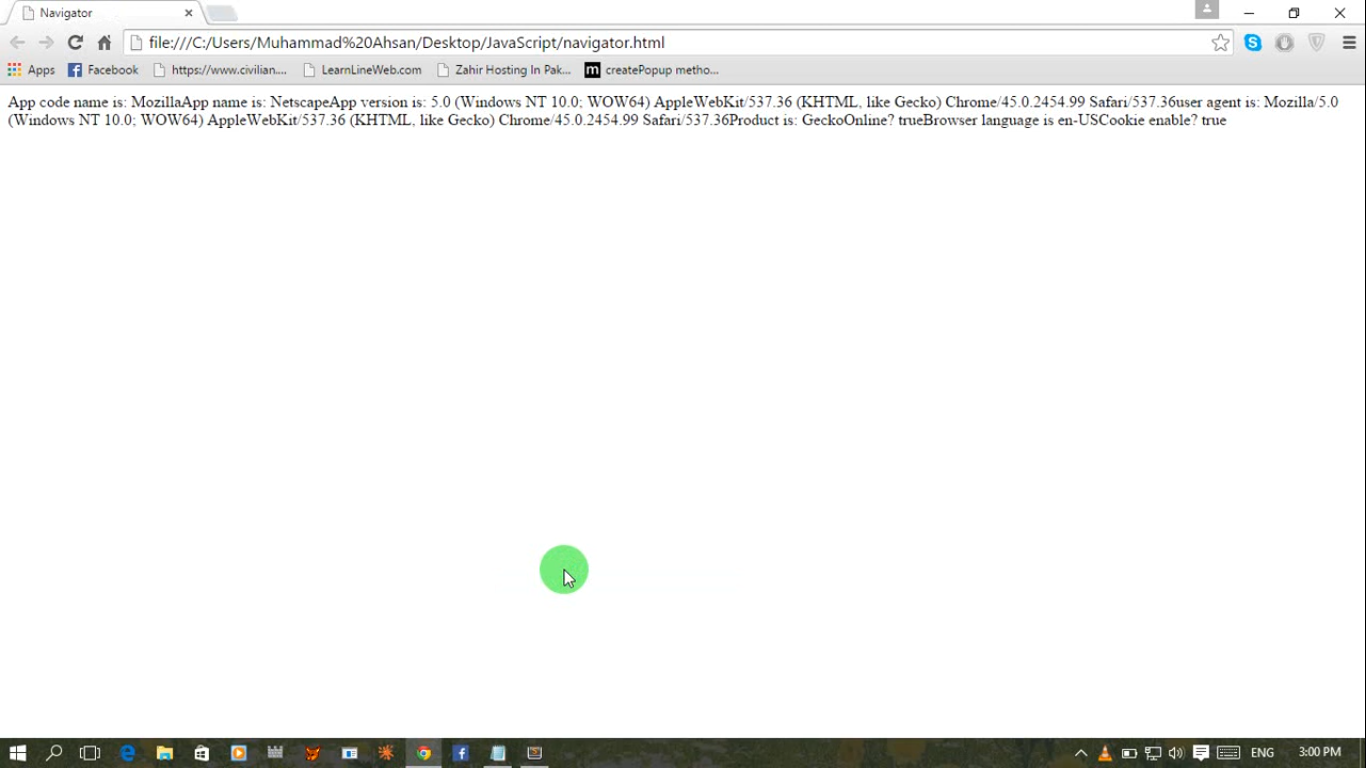 Navigator
file:///C:/Users/Muhammad%20Ahsan/Desktop/JavaScript/navigator.html
Apps Facebook https://www.civilian.... LearnLineWeb.com Zahir Hosting In Pak... m createPopup metho...
App code name is: MozillaApp name is: NetscapeApp version is: 5.0 (Windows NT 10.0; WOW64) AppleWebKit/537.36 (KHTML, like Gecko) Chrome/45.0.2454.99 Safari/537.36user agent is: Mozilla/5.0
(Windows NT 10.0; WOW64) AppleWebKit/537.36 (KHTML, like Gecko) Chrome/45.0.2454.99 Safari/537.36Product is: GeckoOnline? trueBrowser language is en-USCookie enable? true
ENG 3:00 PM